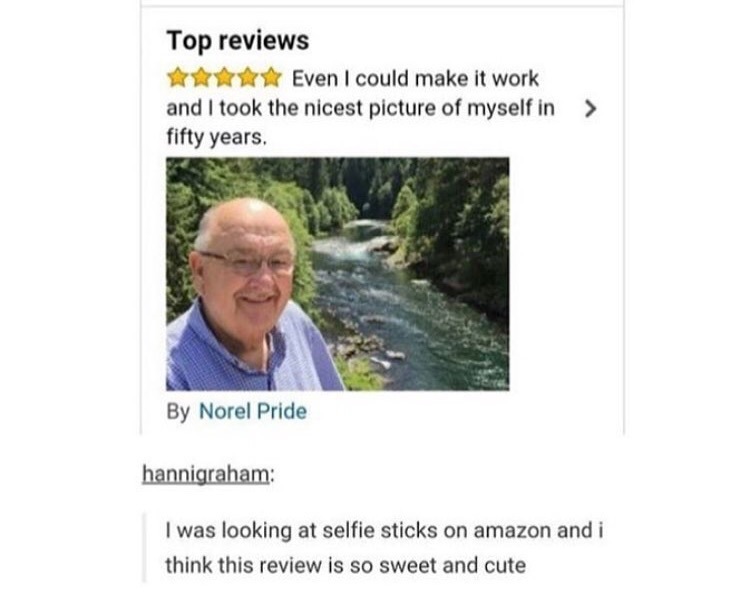 Top reviews
Even I could make it work
and I took the nicest picture of myself in
fifty years.
By Norel Pride
hannigraham:
I was looking at selfie sticks on amazon and i
think this review is so sweet and cute